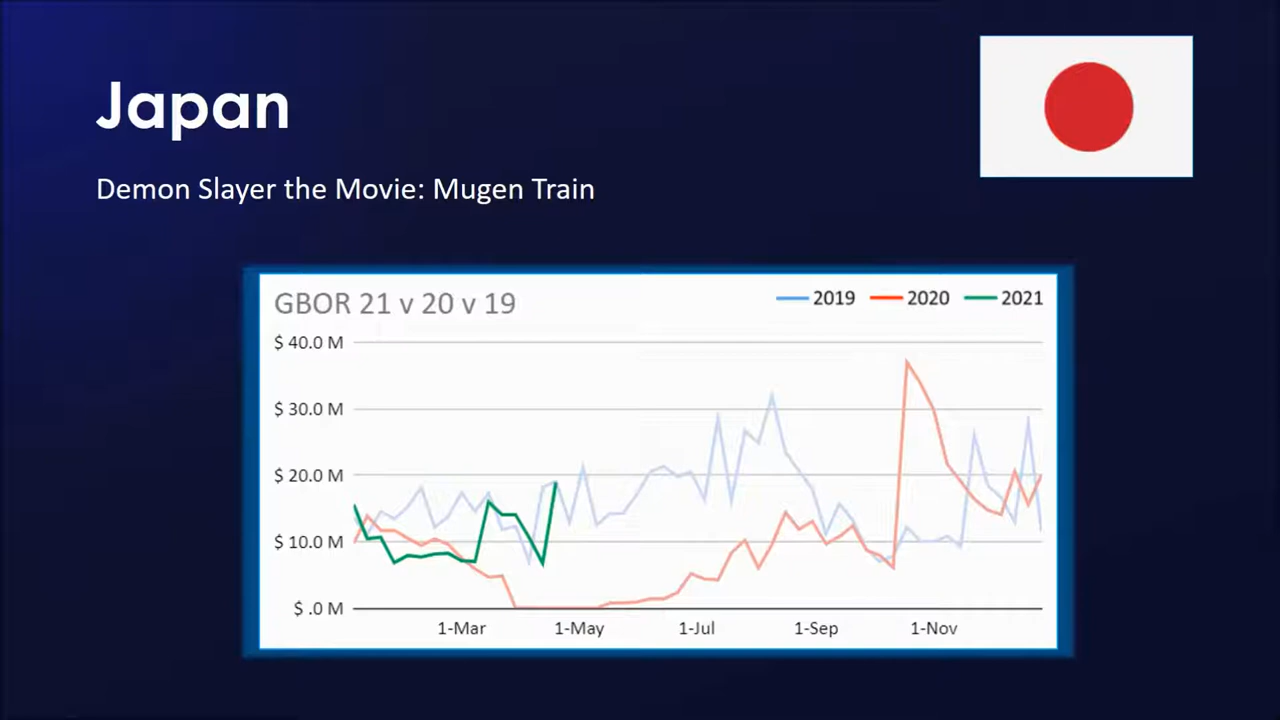 Japan
Demon Slayer the Movie: Mugen Train
GBOR 21 v 20 v 19
2019 2020 2021
$ 40.0 M
$ 30.0 M
$ 20.0 M
$ 10.0 M
$ .0 M
1-Mar 1-May 1-Jul 1-Sep 1-Nov